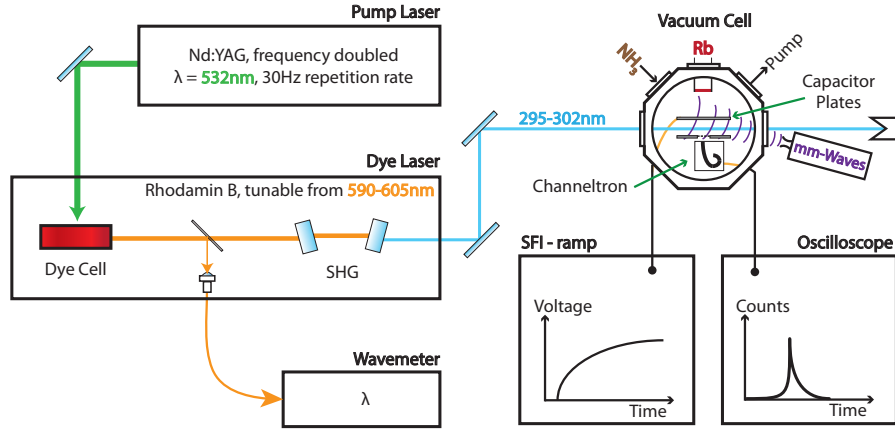 Pump Laser
Nd:YAG, frequency doubled
λ = 532nm, 30Hz repetition rate
Vacuum Cell
Rb
NH3
Pump
Capacitor
Plates
295-302nm
mm-Waves
Channeltron
Dye Laser
Rhodamin B, tunable from 590-605nm
Dye Cell
SHG
SFI - ramp
Voltage
Time
Oscilloscope
Counts
Time
Wavemeter
λ